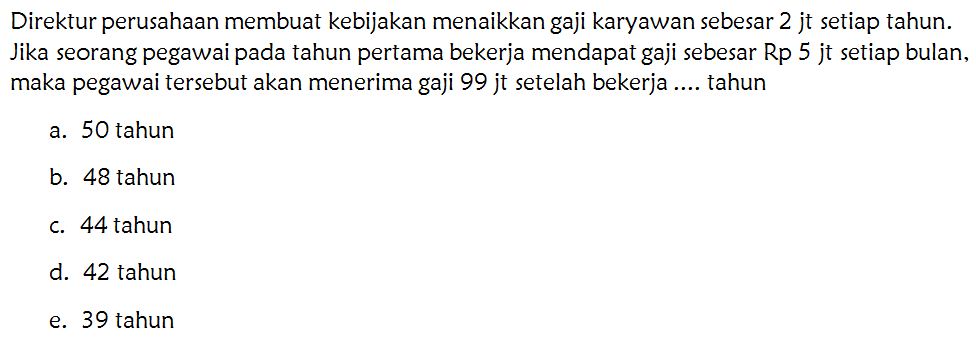 Direktur perusahaan membuat kebijakan menaikkan gaji karyawan sebesar 2 jt setiap tahun.
Jika seorang pegawai pada tahun pertama bekerja mendapat gaji sebesar Rp 5 jt setiap bulan,
maka pegawai tersebut akan menerima gaji 99 jt setelah bekerja .... tahun
a. 50 tahun
b. 48 tahun
c. 44 tahun
d. 42 tahun
e. 39 tahun